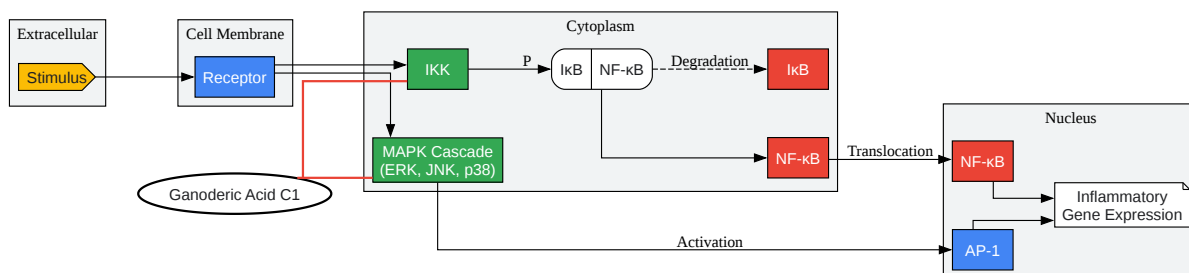 Extracellular
Stimulus
Cell Membrane
Receptor
Cytoplasm
IKK
P
IκB
NF-κB
Degradation
IκB
MAPK Cascade
(ERK, JNK, p38)
NF-κB
Translocation
Ganoderic Acid C1
Activation
Nucleus
NF-κB
Inflammatory
Gene Expression
AP-1